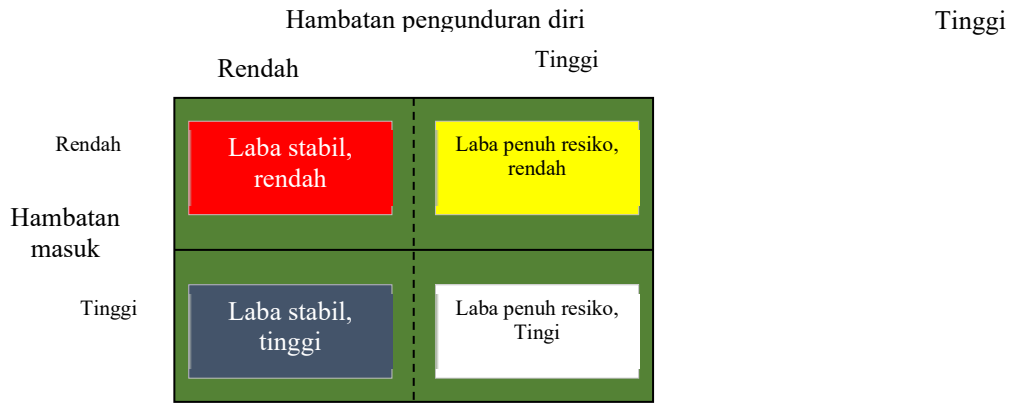 Hambatan pengunduran diri
Tinggi
Rendah
Tinggi
Rendah
Laba stabil,
rendah
Laba penuh resiko,
rendah
Hambatan
masuk
Tinggi
Laba stabil,
tinggi
Laba penuh resiko,
Tingi